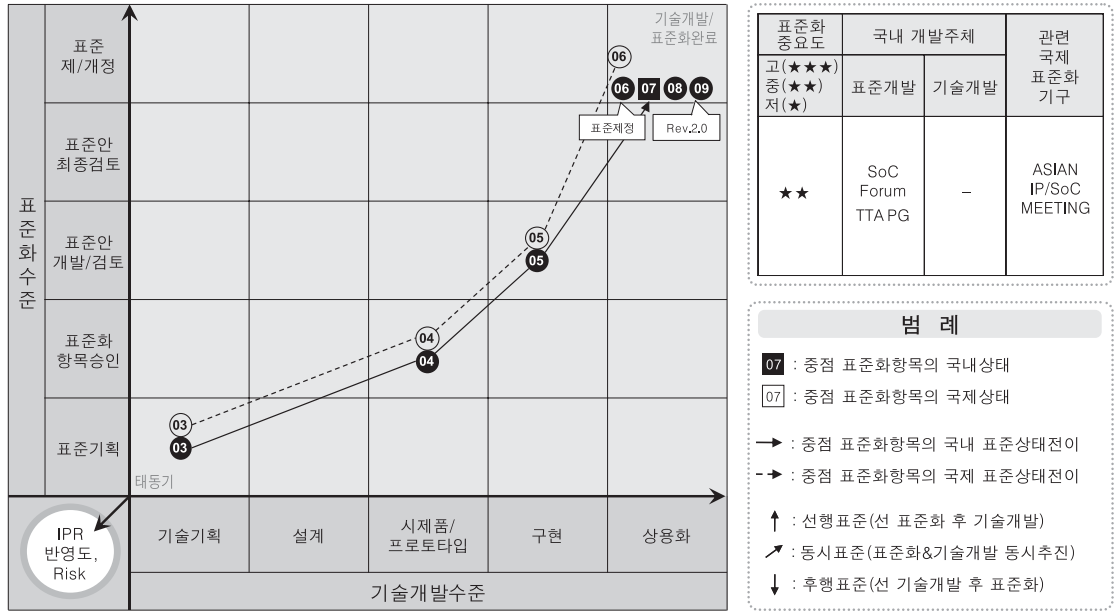 표준화수준
표준
제/개정
표준안
최종검토
표준안
개발/검토
표준화
항목승인
표준기획
기술개발/
표준화완료
06
06 07 08 09
표준제정
Rev.2.0
05
05
04
04
03
03
태동기
IPR
반영도,
Risk
기술기획
설계
시제품/
프로토타입
구현
상용화
기술개발수준
표준화
중요도
국내 개발주체
관련
국제
표준화
기구
고(★★★)
중(★★)
저(★)
표준개발
기술개발
★★
SoC
Forum
TTA PG
–
ASIAN
IP/SoC
MEETING
범 례
07 : 중점 표준화항목의 국내상태
07 : 중점 표준화항목의 국제상태
: 중점 표준화항목의 국내 표준상태전이
: 중점 표준화항목의 국제 표준상태전이
: 선행표준(선 표준화 후 기술개발)
: 동시표준(표준화&기술개발 동시추진)
: 후행표준(선 기술개발 후 표준화)